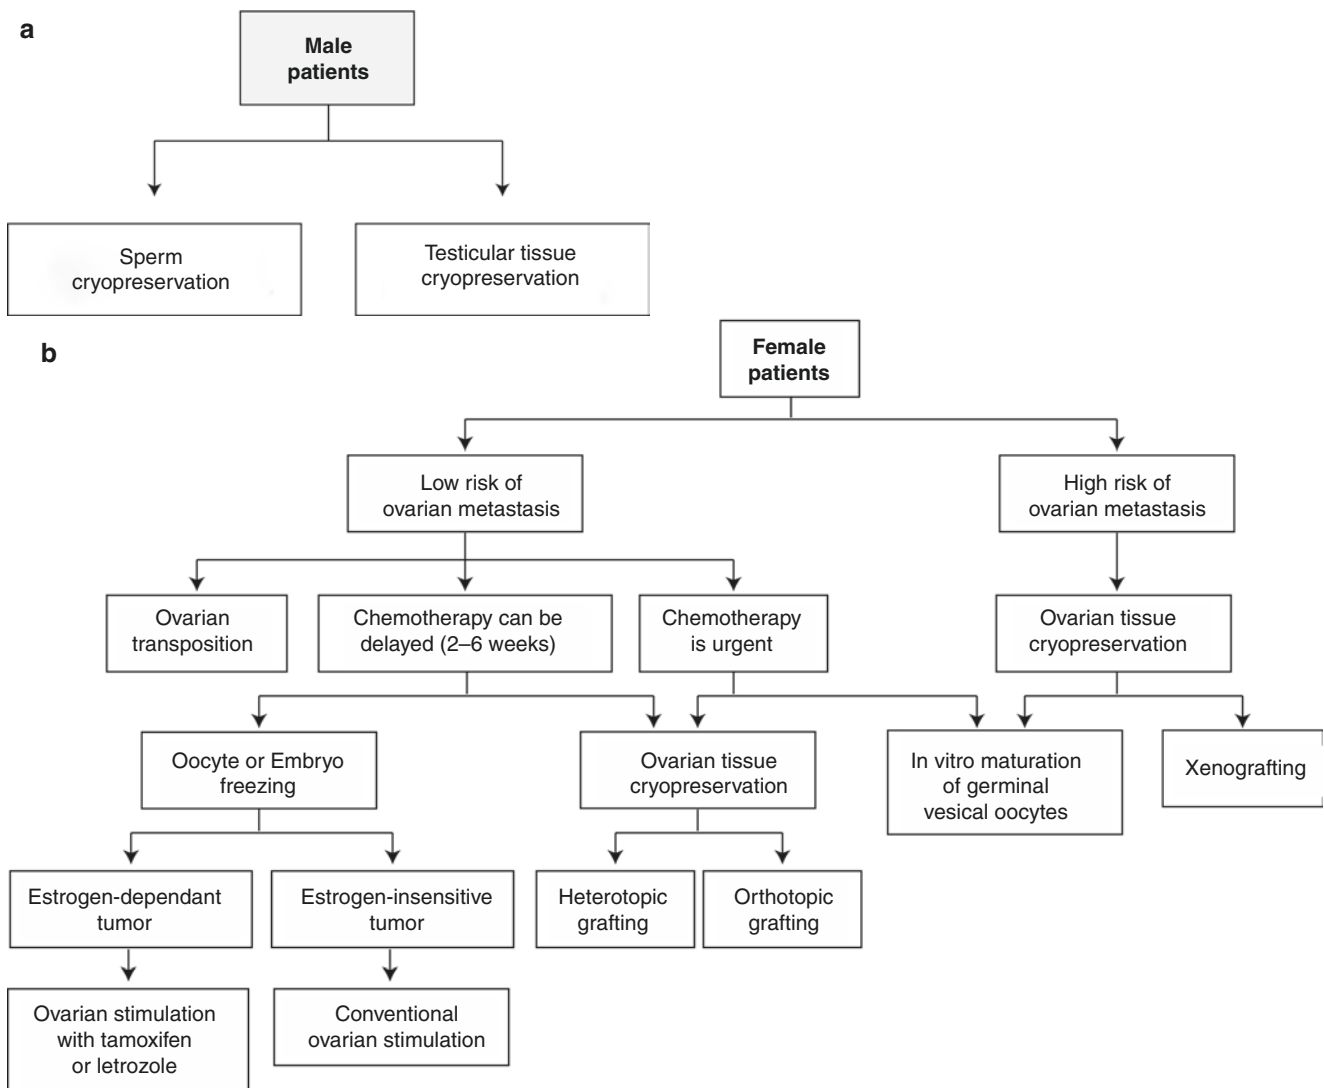 a
Male
patients
Sperm
cryopreservation
Testicular tissue
cryopreservation
b
Female
patients
Low risk of
ovarian metastasis
High risk of
ovarian metastasis
Ovarian
transposition
Chemotherapy can be
delayed (2–6 weeks)
Chemotherapy
is urgent
Ovarian tissue
cryopreservation
Oocyte or Embryo
freezing
Ovarian tissue
cryopreservation
In vitro maturation
of germinal
vesical oocytes
Xenografting
Estrogen-dependant
tumor
Estrogen-insensitive
tumor
Heterotopic
grafting
Orthotopic
grafting
Ovarian stimulation
with tamoxifen
or letrozole
Conventional
ovarian stimulation